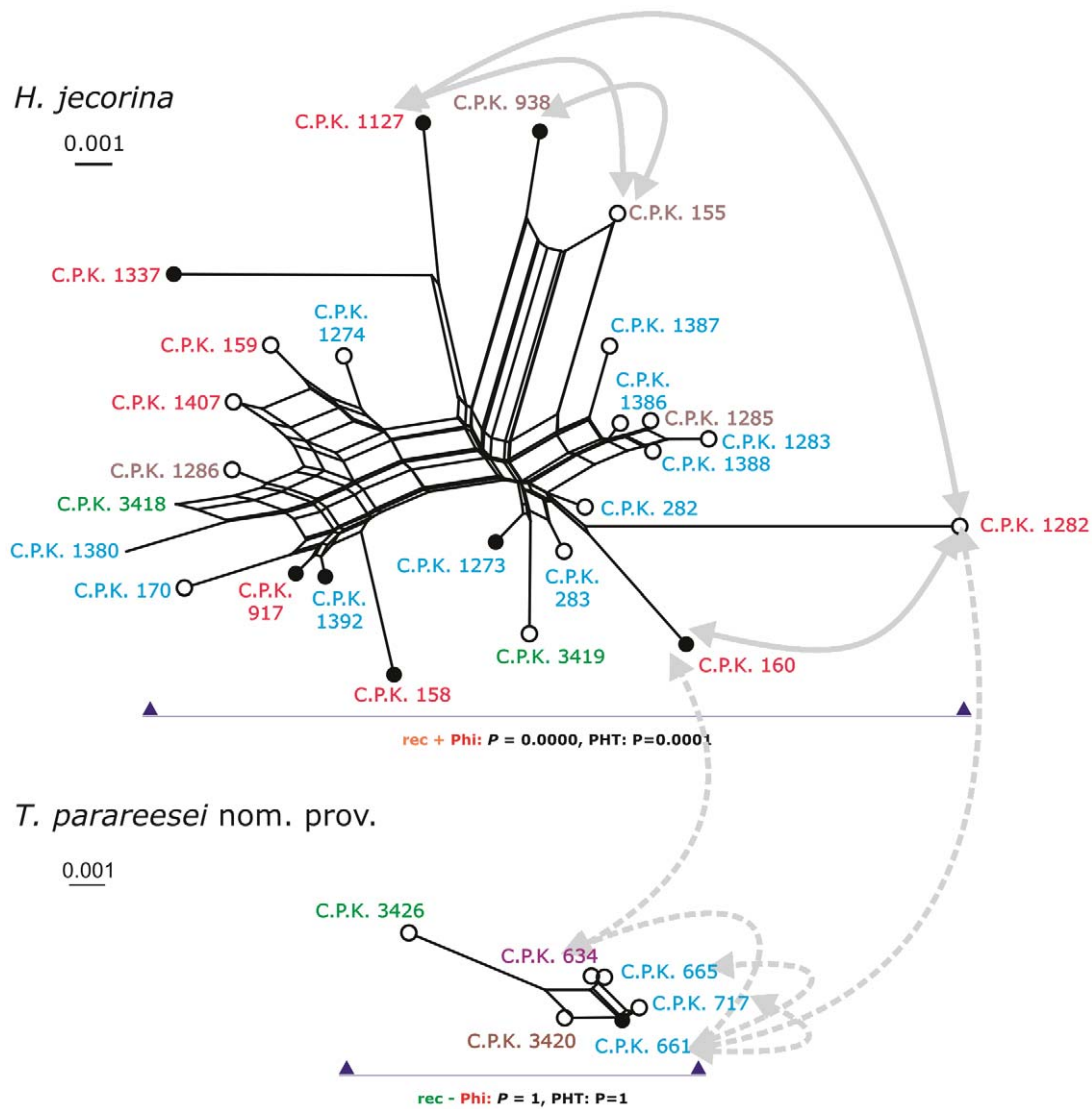 H. jecorina
0.001
C.P.K. 1127
C.P.K. 938
C.P.K. 155
C.P.K. 1337
C.P.K.
1274
C.P.K. 159
C.P.K. 1387
C.P.K.
1386
C.P.K. 1407
C.P.K. 1285
C.P.K. 1283
C.P.K. 1286
C.P.K. 1388
C.P.K. 3418
C.P.K. 282
C.P.K. 1282
C.P.K. 1380
C.P.K. 1273
C.P.K.
283
C.P.K. 170
C.P.K.
917
C.P.K.
1392
C.P.K. 3419
C.P.K. 160
C.P.K. 158
rec + Phi: P = 0.0000, PHT: P=0.0001
T. parareesei nom. prov.
0.001
C.P.K. 3426
C.P.K. 634
C.P.K. 665
C.P.K. 717
C.P.K. 3420
C.P.K. 661
rec - Phi: P = 1, PHT: P=1